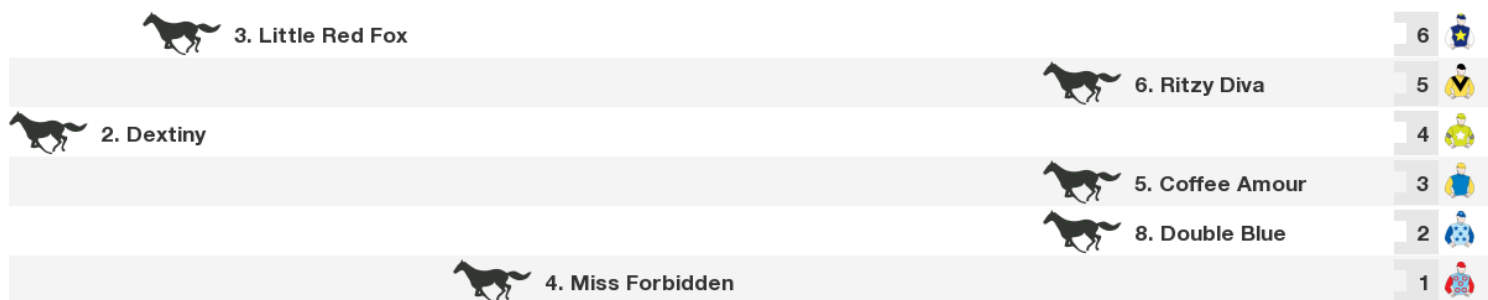 3. Little Red Fox 6
6. Ritzy Diva 5
2. Dextiny 4
5. Coffee Amour 3
8. Double Blue 2
4. Miss Forbidden 1